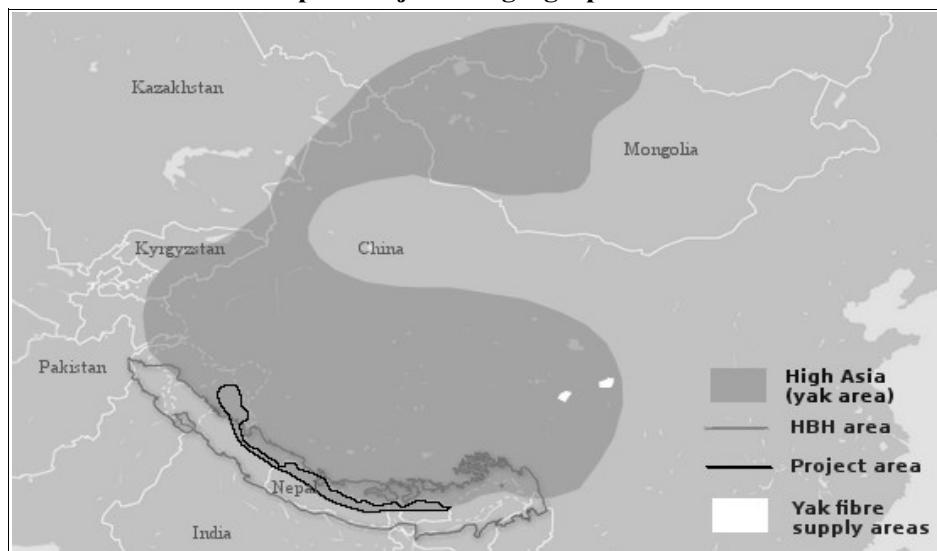 Kazakhstan
Mongolia
Kyrgyzstan
China
Pakistan
Nepal
India
High Asia
(yak area)
HBH area
Project area
Yak fibre
supply areas